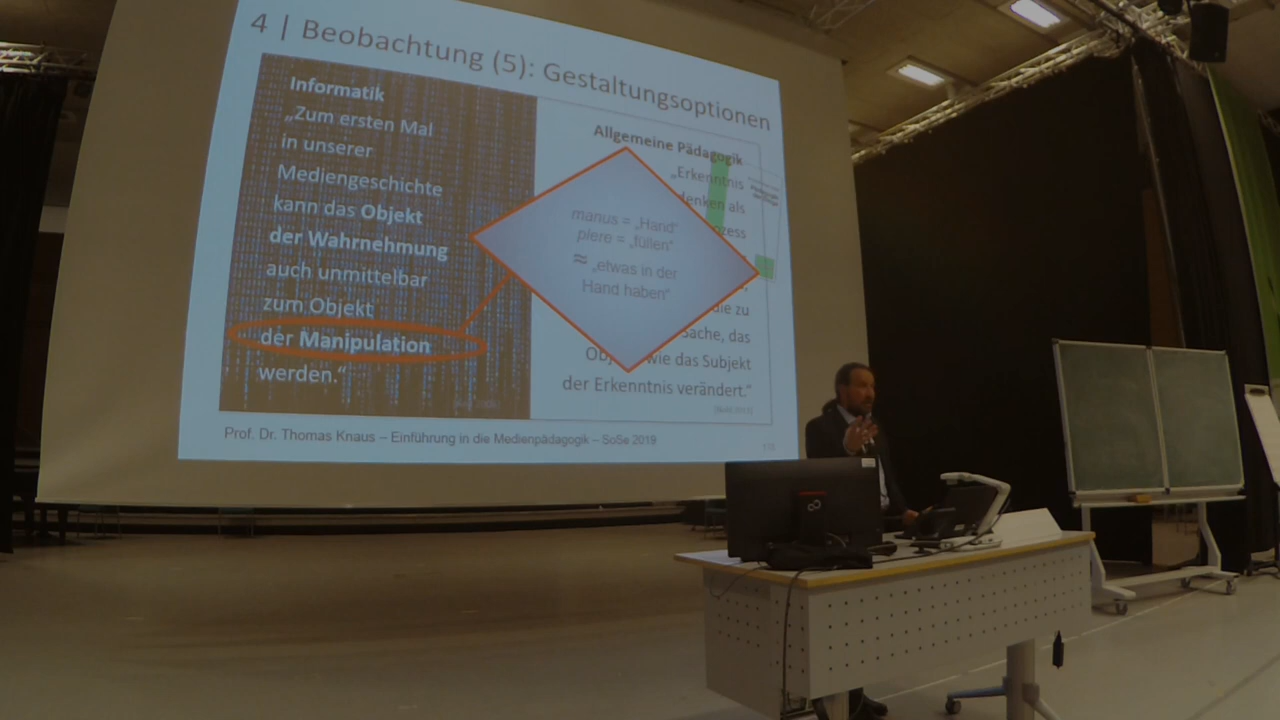 4 | Beobachtung (5): Gestaltungsoptionen
Informatik
„Zum ersten Mal
in unserer
Mediengeschichte
kann das Objekt
der Wahrnehmung
auch unmittelbar
zum Objekt
der Manipulation
werden.“
manus = „Hand“
plere = „füllen“
≈ „etwas in der
Hand haben“
Allgemeine Pädagogik
„Erkenntnis
denken als
die zu
Sache, das
wie das Subjekt
der Erkenntnis verändert.“
Prof. Dr. Thomas Knaus – Einführung in die Medienpädagogik – SoSe 2019